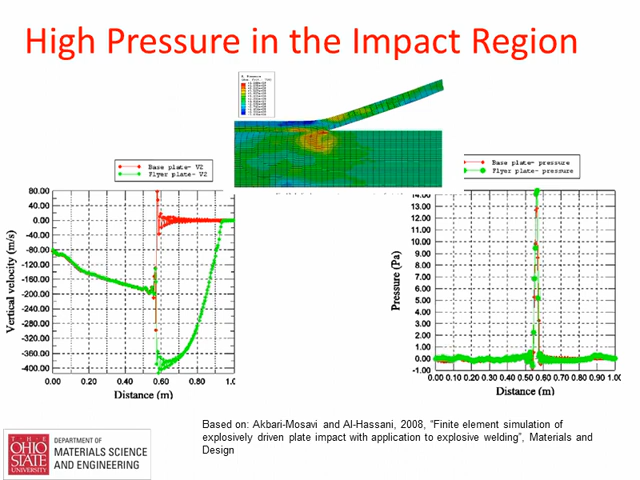 High Pressure in the Impact Region
Base plate- V2
Flyer plate- V2
Base plate- pressure
Flyer plate- pressure
80.00
40.00
0.00
-40.00
-80.00
-120.00
-160.00
-200.00
-240.00
-280.00
-320.00
-360.00
-400.00
Vertical velocity (m/s)
0.00 0.20 0.40 0.60 0.80 1.0
Distance (m)
14.00
13.00
12.00
11.00
10.00
9.00
8.00
7.00
6.00
5.00
4.00
3.00
2.00
1.00
0.00
-1.00
Pressure (Pa)
0.00 0.10 0.20 0.30 0.40 0.50 0.60 0.70 0.80 0.90 1.00
Distance (m)
Based on: Akbari-Mosavi and Al-Hassani, 2008, “Finite element simulation of
explosively driven plate impact with application to explosive welding”, Materials and
Design
THE
OHIO
STATE
UNIVERSITY
DEPARTMENT OF
MATERIALS SCIENCE
AND ENGINEERING